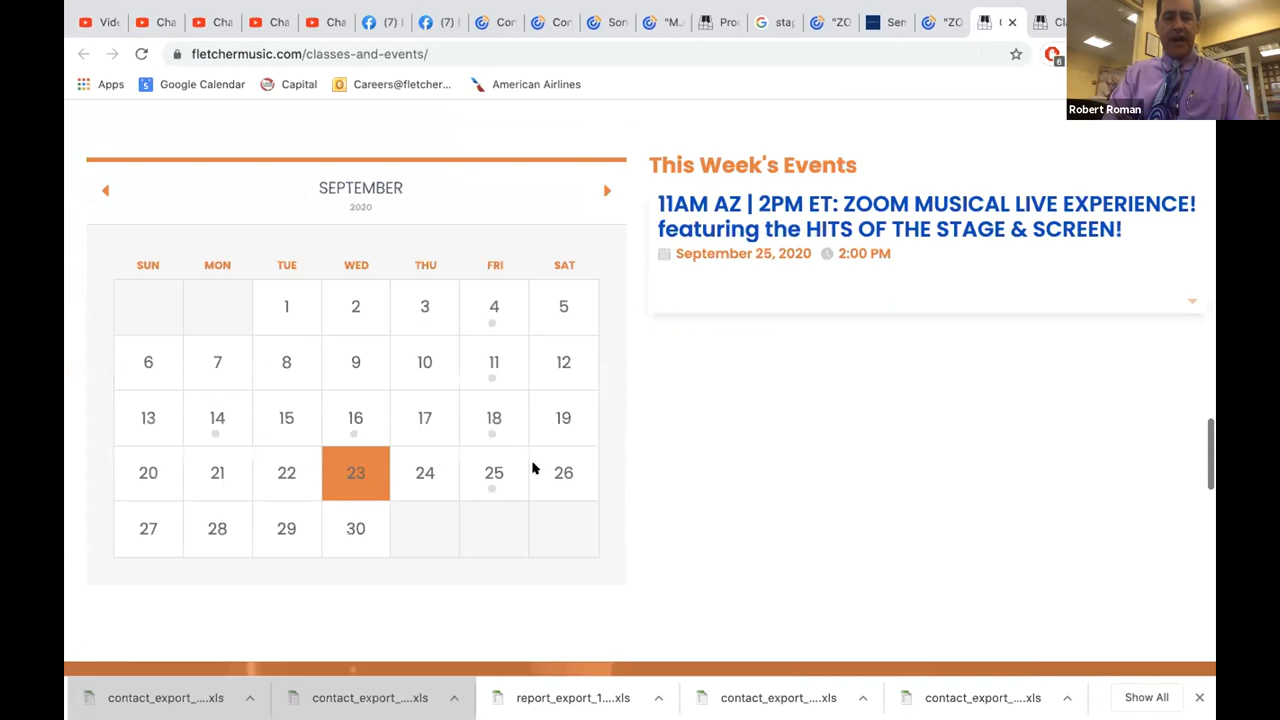 Vide
Cha
Cha
Cha
Cha
(7)
(7)
Cor
Cor
Son
"M.
Pro
stag
"ZO
Sen
"ZO
fletchermusic.com/classes-and-events/
6
Apps
Google Calendar
Capital
Careers@fletcher...
American Airlines
Robert Roman
SEPTEMBER
2020
SUN MON TUE WED THU FRI SAT
1 2 3 4 5
6 7 8 9 10 11 12
13 14 15 16 17 18 19
20 21 22 23 24 25 26
27 28 29 30
This Week's Events
11AM AZ | 2PM ET: ZOOM MUSICAL LIVE EXPERIENCE!
featuring the HITS OF THE STAGE & SCREEN!
September 25, 2020 2:00 PM
contact_export_....xls
contact_export_....xls
report_export_1....xls
contact_export_....xls
contact_export_....xls
Show All